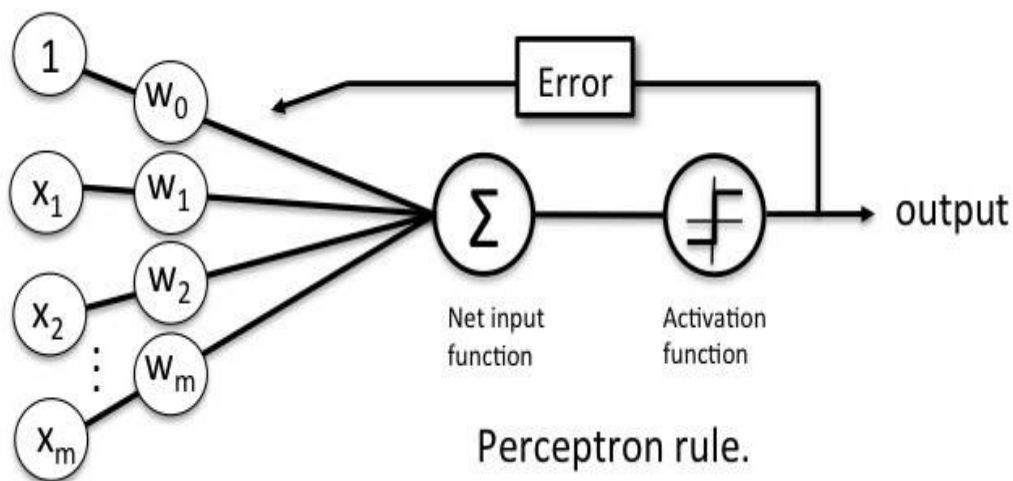 1
w₀
Error
x₁
w₁
Σ
output
x₂
w₂
Net input
function
Activation
function
⋮
wₘ
xₘ
Perceptron rule.